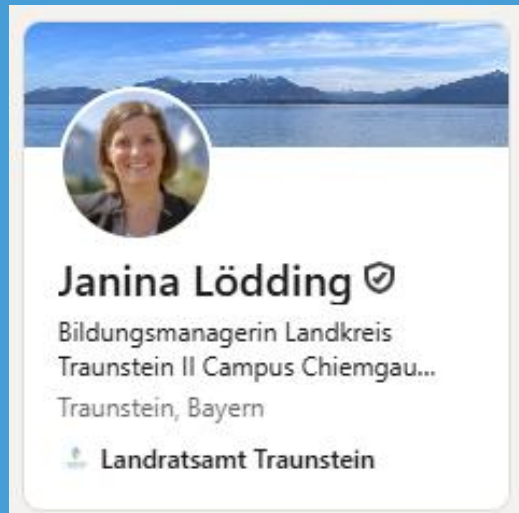 Janina Lödding
Bildungsmanagerin Landkreis
Traunstein II Campus Chiemgau...
Traunstein, Bayern
Landratsamt Traunstein